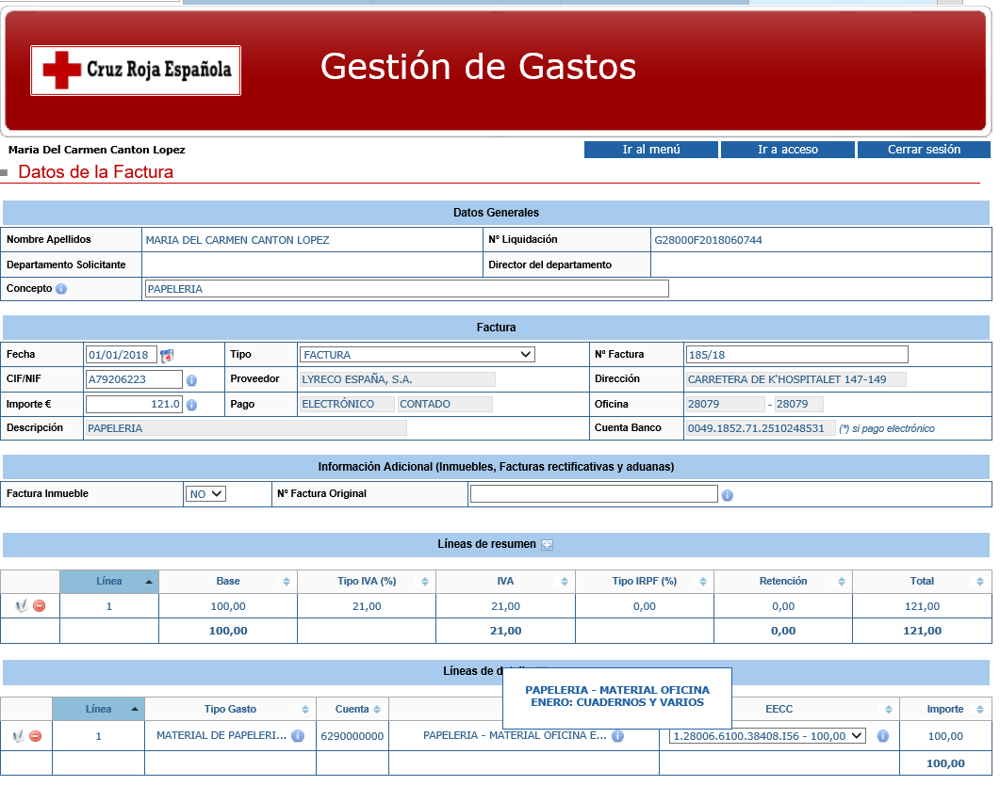 Cruz Roja Española
Gestión de Gastos
Maria Del Carmen Canton Lopez
Ir al menú
Ir a acceso
Cerrar sesión
Datos de la Factura
Datos Generales
Nombre Apellidos MARIA DEL CARMEN CANTON LOPEZ Nº Liquidación G28000F2018060744
Departamento Solicitante Director del departamento
Concepto PAPELERIA
Factura
Fecha 01/01/2018 Tipo FACTURA Nº Factura 185/18
CIF/NIF A79206223 Proveedor LYRECO ESPAÑA, S.A. Dirección CARRETERA DE K'HOSPITALET 147-149
Importe € 121.0 Pago ELECTRÓNICO CONTADO Oficina 28079 - 28079
Descripción PAPELERIA Cuenta Banco 0049.1852.71.2510248531 (*) si pago electrónico
Información Adicional (Inmuebles, Facturas rectificativas y aduanas)
Factura Inmueble NO Nº Factura Original
Líneas de resumen
Línea Base Tipo IVA (%) IVA Tipo IRPF (%) Retención Total
1 100,00 21,00 21,00 0,00 0,00 121,00
100,00 21,00 0,00 121,00
Líneas de
PAPELERIA - MATERIAL OFICINA
ENERO: CUADERNOS Y VARIOS
Línea Tipo Gasto Cuenta EECC Importe
1 MATERIAL DE PAPELERI... 6290000000 PAPELERIA - MATERIAL OFICINA E... 1.28006.6100.38408.I56 - 100,00 100,00
100,00